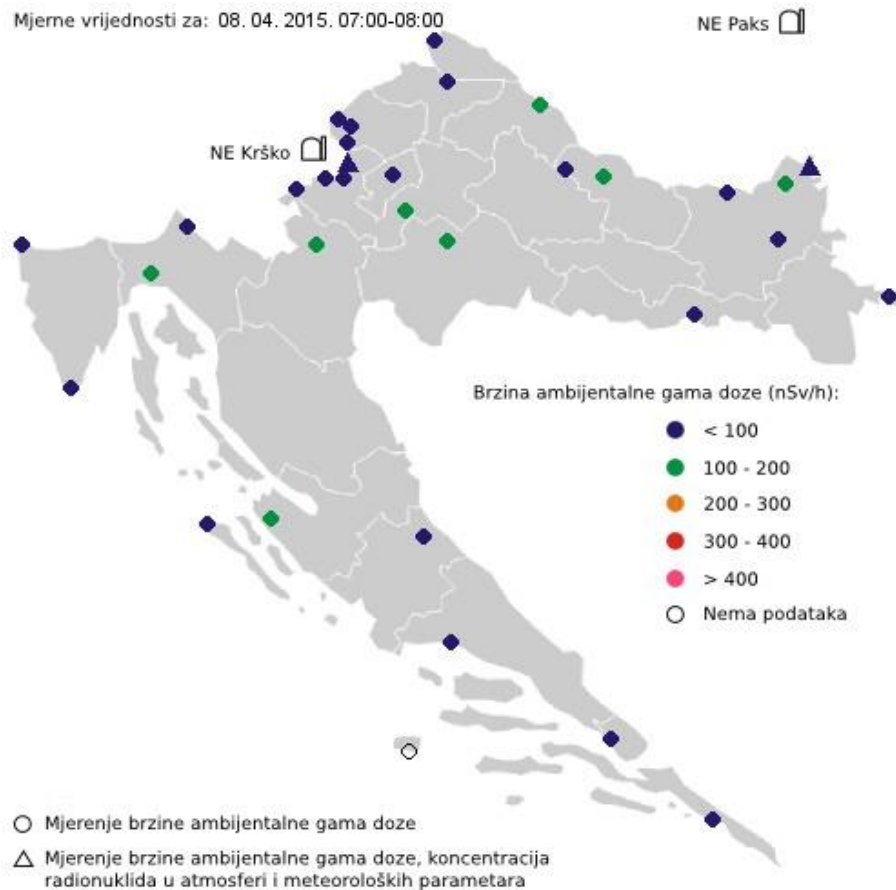 Mjerne vrijednosti za: 08. 04. 2015. 07:00-08:00
NE Paks
NE Krško
Brzina ambijentalne gama doze (nSv/h):
< 100
100 - 200
200 - 300
300 - 400
> 400
Nema podataka
Mjerenje brzine ambijentalne gama doze
Mjerenje brzine ambijentalne gama doze, koncentracija
radionuklida u atmosferi i meteoroloških parametara